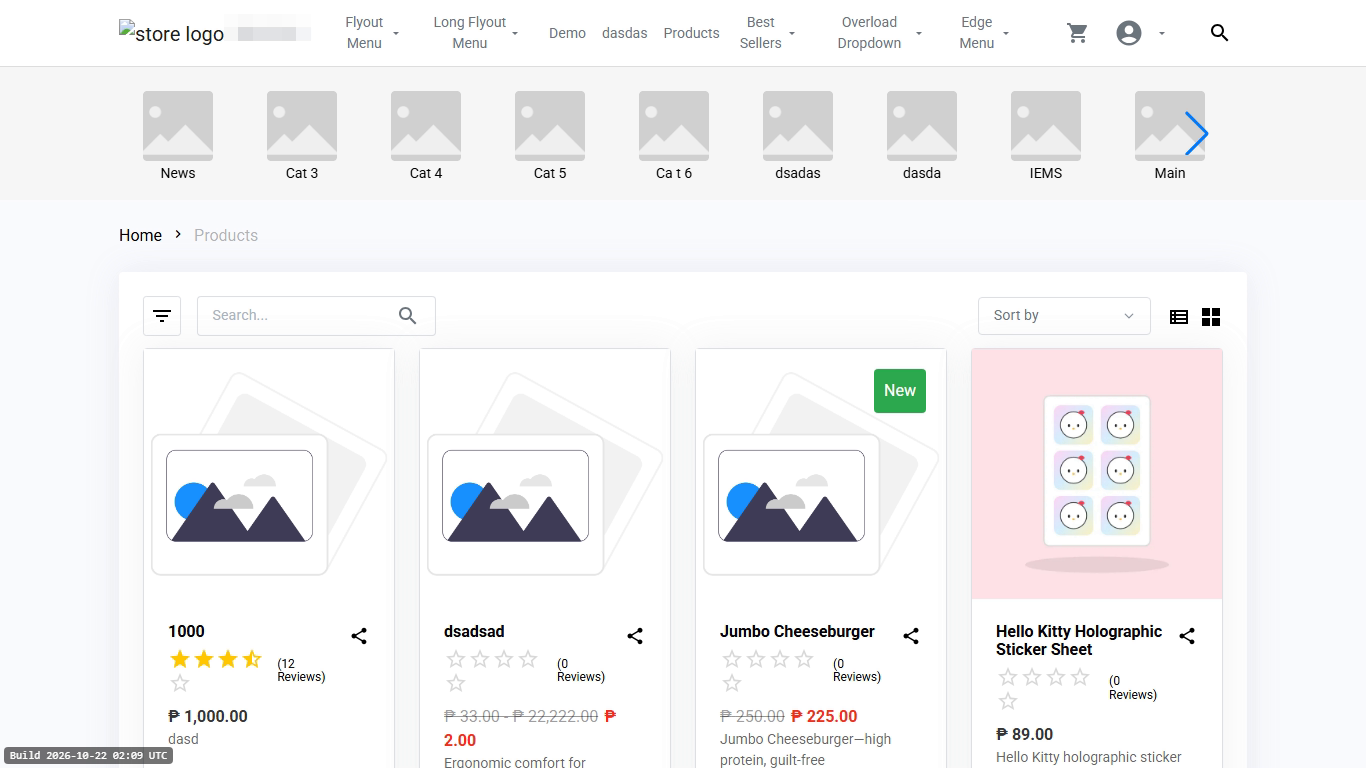 store logo
Flyout Menu
Long Flyout Menu
Demo
dasdas
Products
Best Sellers
Overload Dropdown
Edge Menu
News
Cat 3
Cat 4
Cat 5
Ca t 6
dsadas
dasda
IEMS
Main
Home
Products
Search...
Sort by
New
1000
(12
Reviews)
₱ 1,000.00
dasd
dsadsad
(0
Reviews)
₱ 33.00 - ₱ 22,222.00 ₱
2.00
Ergonomic comfort for
Jumbo Cheeseburger
(0
Reviews)
₱ 250.00 ₱ 225.00
Jumbo Cheeseburger—high
protein, guilt-free
Hello Kitty Holographic
Sticker Sheet
(0
Reviews)
₱ 89.00
Hello Kitty holographic sticker
Build 2026-10-22 02:09 UTC